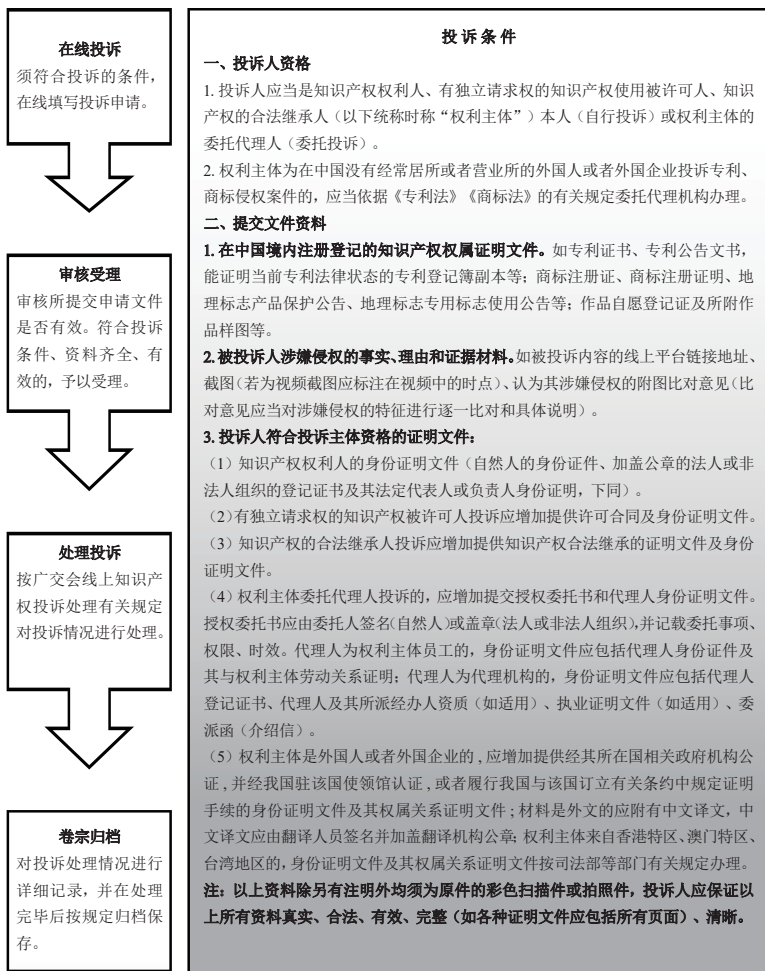 在线投诉
须符合投诉的条件，
在线填写投诉申请。
审核受理
审核所提交申请文件
是否有效。符合投诉
条件、资料齐全、有
效的，予以受理。
处理投诉
按广交会线上知识产
权投诉处理有关规定
对投诉情况进行处理。
卷宗归档
对投诉处理情况进行
详细记录，并在处理
完毕后按规定归档保
存。
投诉条件
一、投诉人资格
1. 投诉人应当是知识产权权利人、有独立请求权的知识产权使用被许可人、知识
产权的合法继承人（以下统称时称“权利主体”）本人（自行投诉）或权利主体的
委托代理人（委托投诉）。
2. 权利主体为在中国没有经常居所或者营业所的外国人或者外国企业投诉专利、
商标侵权案件的，应当依据《专利法》《商标法》的有关规定委托代理机构办理。
二、提交文件资料
1. 在中国境内注册登记的知识产权权属证明文件。如专利证书、专利公告文书，
能证明当前专利法律状态的专利登记簿副本等；商标注册证、商标注册证明、地
理标志产品保护公告、地理标志专用标志使用公告等；作品自愿登记证及所附作
品样图等。
2. 被投诉人涉嫌侵权的事实、理由和证据材料。如被投诉内容的线上平台链接地址、
截图（若为视频截图应标注在视频中的时点）、认为其涉嫌侵权的附图比对意见（比
对意见应当对涉嫌侵权的特征进行逐一比对和具体说明）。
3. 投诉人符合投诉主体资格的证明文件：
（1）知识产权权利人的身份证明文件（自然人的身份证件、加盖公章的法人或非
法人组织的登记证书及其法定代表人或负责人身份证明，下同）。
（2）有独立请求权的知识产权被许可人投诉应增加提供许可合同及身份证明文件。
（3）知识产权的合法继承人投诉应增加提供知识产权合法继承的证明文件及身份
证明文件。
（4）权利主体委托代理人投诉的，应增加提交授权委托书和代理人身份证明文件。
授权委托书应由委托人签名（自然人）或盖章（法人或非法人组织），并记载委托事项、
权限、时效。代理人为权利主体员工的，身份证明文件应包括代理人身份证件及
其与权利主体劳动关系证明；代理人为代理机构的，身份证明文件应包括代理人
登记证书、代理人及其所派经办人资质（如适用）、执业证明文件（如适用）、委
派函（介绍信）。
（5）权利主体是外国人或者外国企业的，应增加提供经其所在国相关政府机构公
证，并经我国驻该国使领馆认证，或者履行我国与该国订立有关条约中规定证明
手续的身份证明文件及其权属关系证明文件；材料是外文的应附有中文译文，中
文译文应由翻译人员签名并加盖翻译机构公章；权利主体来自香港特区、澳门特区、
台湾地区的，身份证明文件及其权属关系证明文件按司法部等部门有关规定办理。
注：以上资料除另有注明外均须为原件的彩色扫描件或拍照件，投诉人应保证以
上所有资料真实、合法、有效、完整（如各种证明文件应包括所有页面）、清晰。